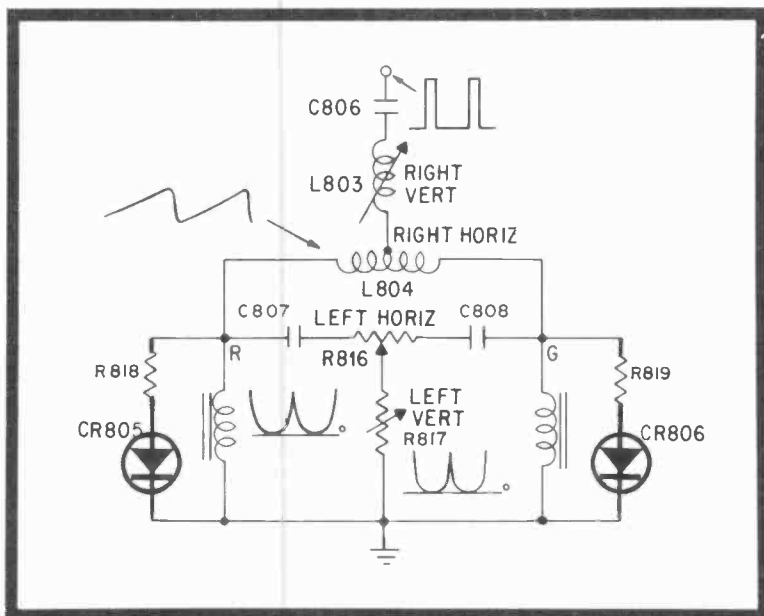 C806
L803
RIGHT
VERT
RIGHT HORIZ
L804
C807
LEFT HORIZ
C808
R
R816
G
R818
R819
LEFT
VERT
R817
CR805
CR806
o
o